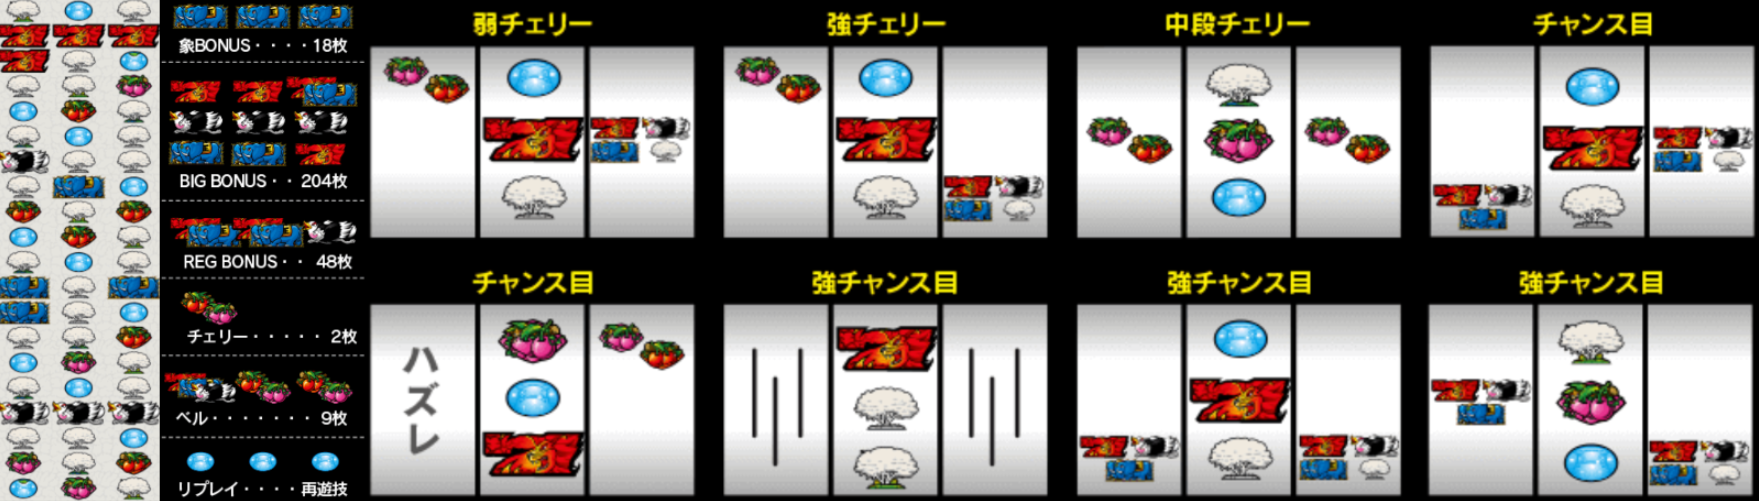 象BONUS・・・・18枚
BIG BONUS・・204枚
REG BONUS・・ 48枚
チェリー・・・・・ 2枚
ベル・・・・・・・ 9枚
リプレイ・・・・再遊技
弱チェリー
強チェリー
中段チェリー
チャンス目
チャンス目
強チャンス目
強チャンス目
強チャンス目
ハズレ